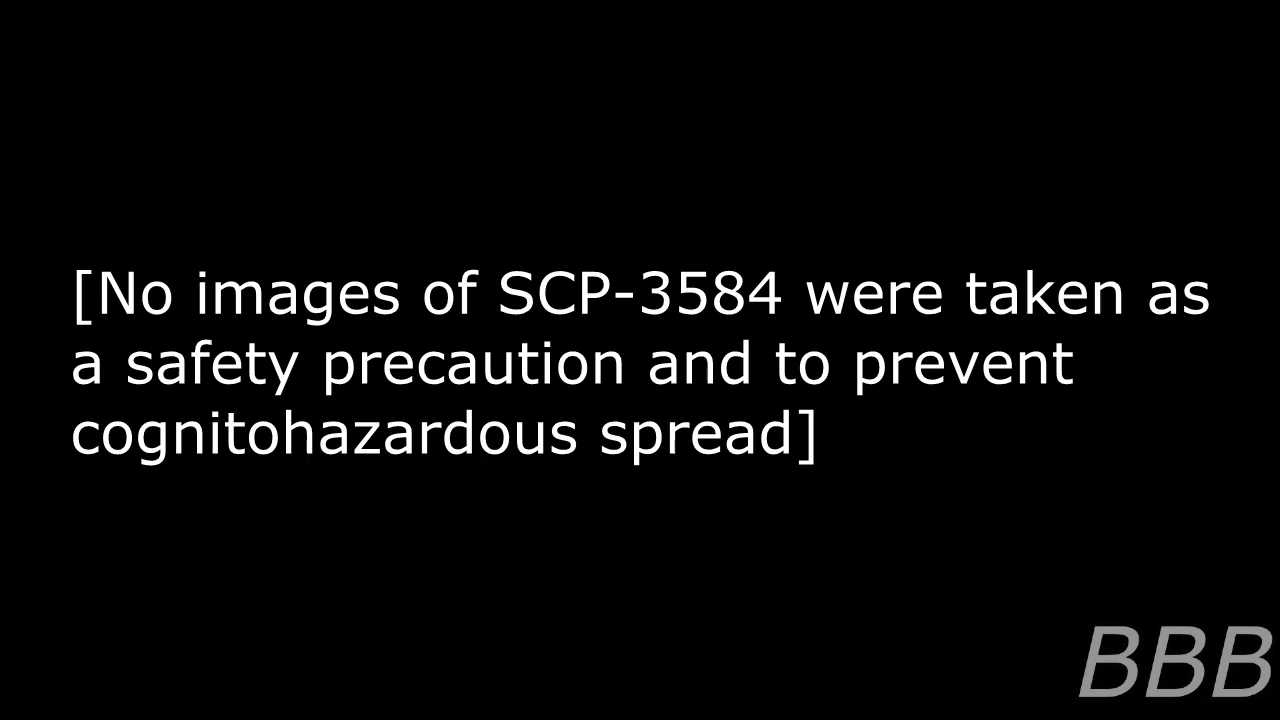 [No images of SCP-3584 were taken as
a safety precaution and to prevent
cognitohazardous spread]
BBB